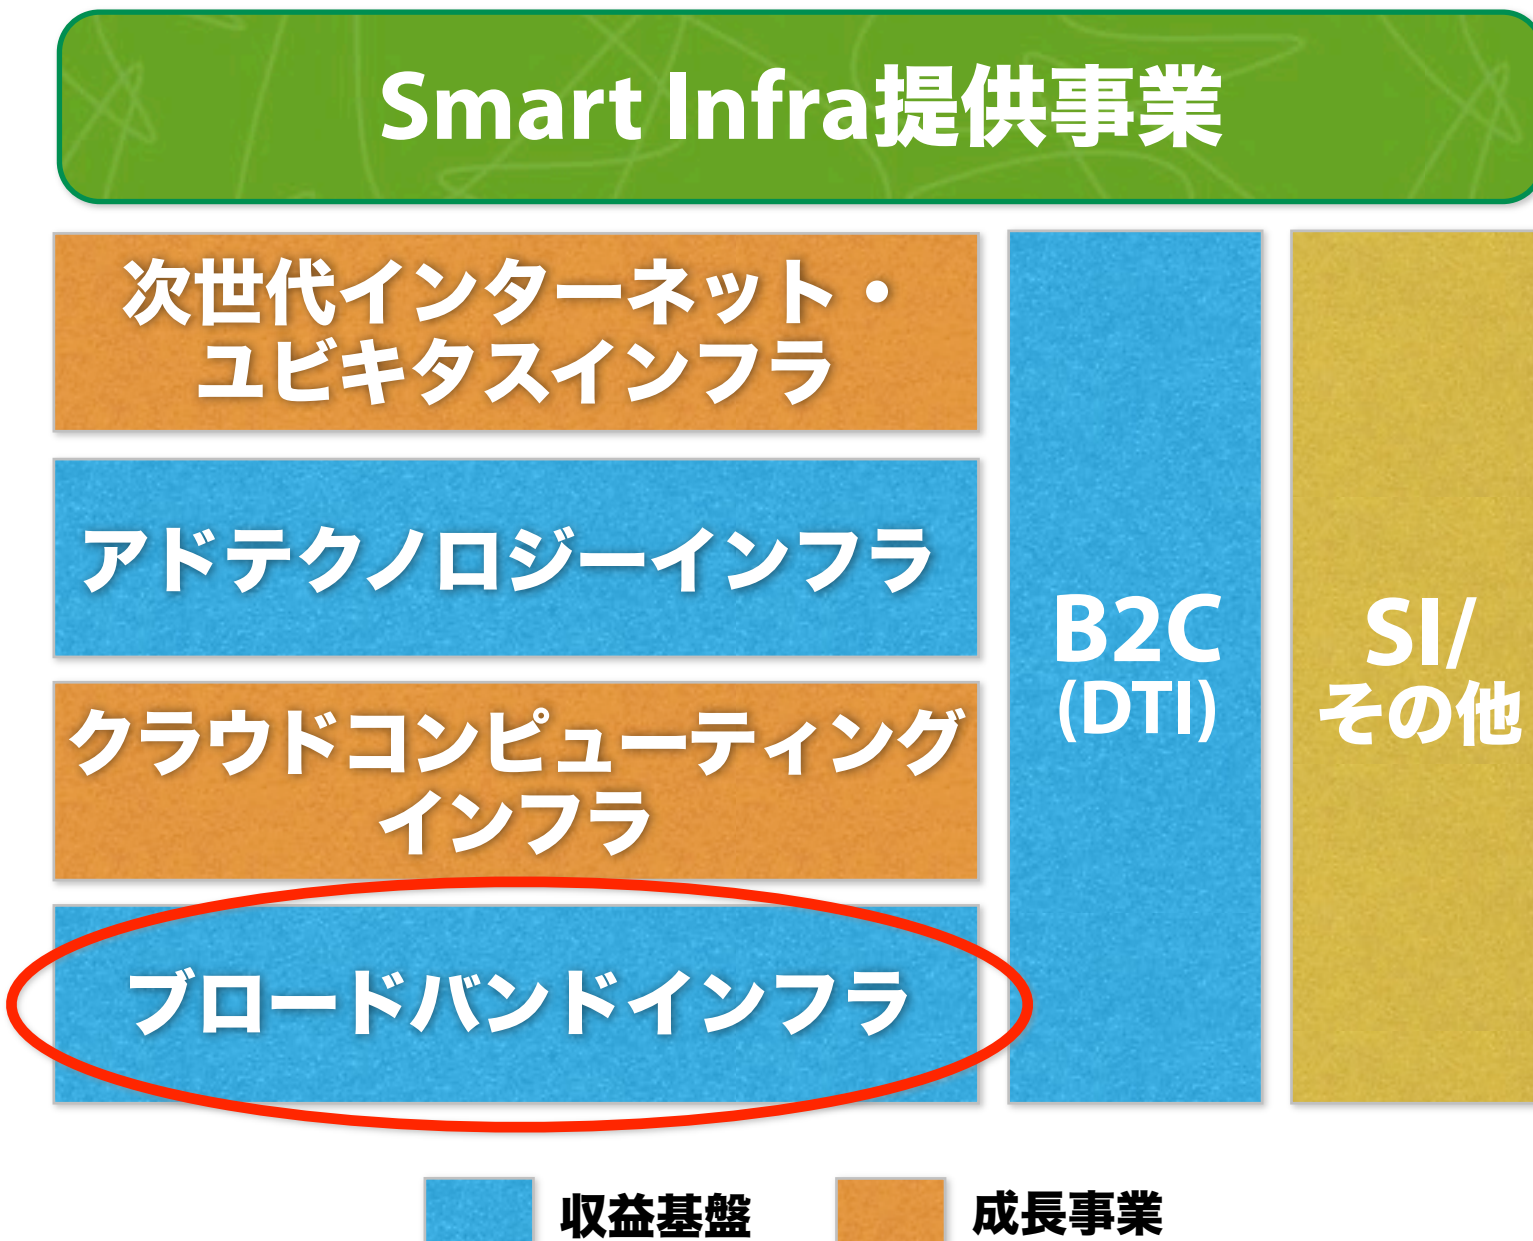 Smart Infra提供事業
次世代インターネット・
ユビキタスインフラ
アドテクノロジーインフラ
クラウドコンピューティング
インフラ
ブロードバンドインフラ
B2C
(DTI)
SI/
その他
収益基盤
成長事業